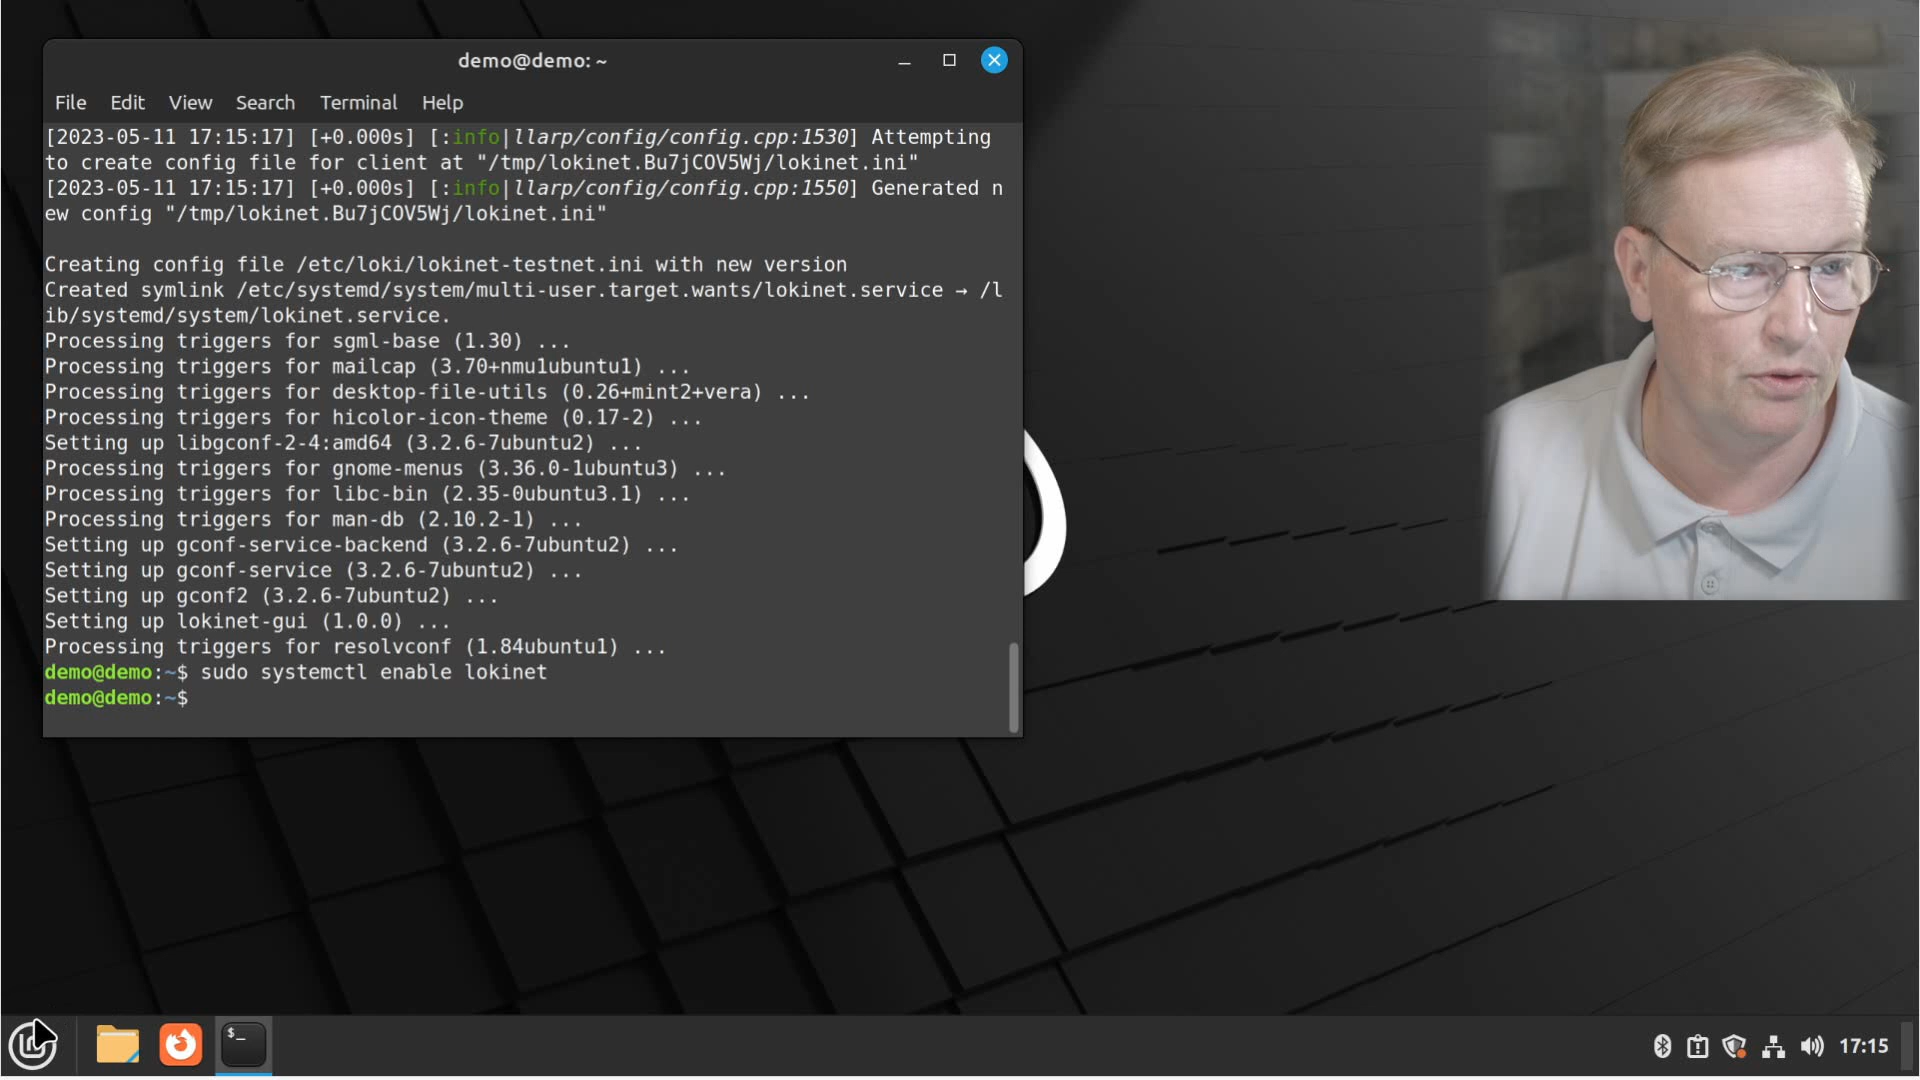 demo@demo: ~
File Edit View Search Terminal Help
[2023-05-11 17:15:17] [+0.000s] [:info|llarp/config/config.cpp:1530] Attempting
to create config file for client at "/tmp/lokinet.Bu7jCOV5Wj/lokinet.ini"
[2023-05-11 17:15:17] [+0.000s] [:info|llarp/config/config.cpp:1550] Generated n
ew config "/tmp/lokinet.Bu7jCOV5Wj/lokinet.ini"
Creating config file /etc/loki/lokinet-testnet.ini with new version
Created symlink /etc/systemd/system/multi-user.target.wants/lokinet.service → /l
ib/systemd/system/lokinet.service.
Processing triggers for sgml-base (1.30) ...
Processing triggers for mailcap (3.70+nmu1ubuntu1) ...
Processing triggers for desktop-file-utils (0.26+mint2+vera) ...
Processing triggers for hicolor-icon-theme (0.17-2) ...
Setting up libgconf-2-4:amd64 (3.2.6-7ubuntu2) ...
Processing triggers for gnome-menus (3.36.0-1ubuntu3) ...
Processing triggers for libc-bin (2.35-0ubuntu3.1) ...
Processing triggers for man-db (2.10.2-1) ...
Setting up gconf-service-backend (3.2.6-7ubuntu2) ...
Setting up gconf-service (3.2.6-7ubuntu2) ...
Setting up gconf2 (3.2.6-7ubuntu2) ...
Setting up lokinet-gui (1.0.0) ...
Processing triggers for resolvconf (1.84ubuntu1) ...
demo@demo:~$ sudo systemctl enable lokinet
demo@demo:~$
$_
17:15